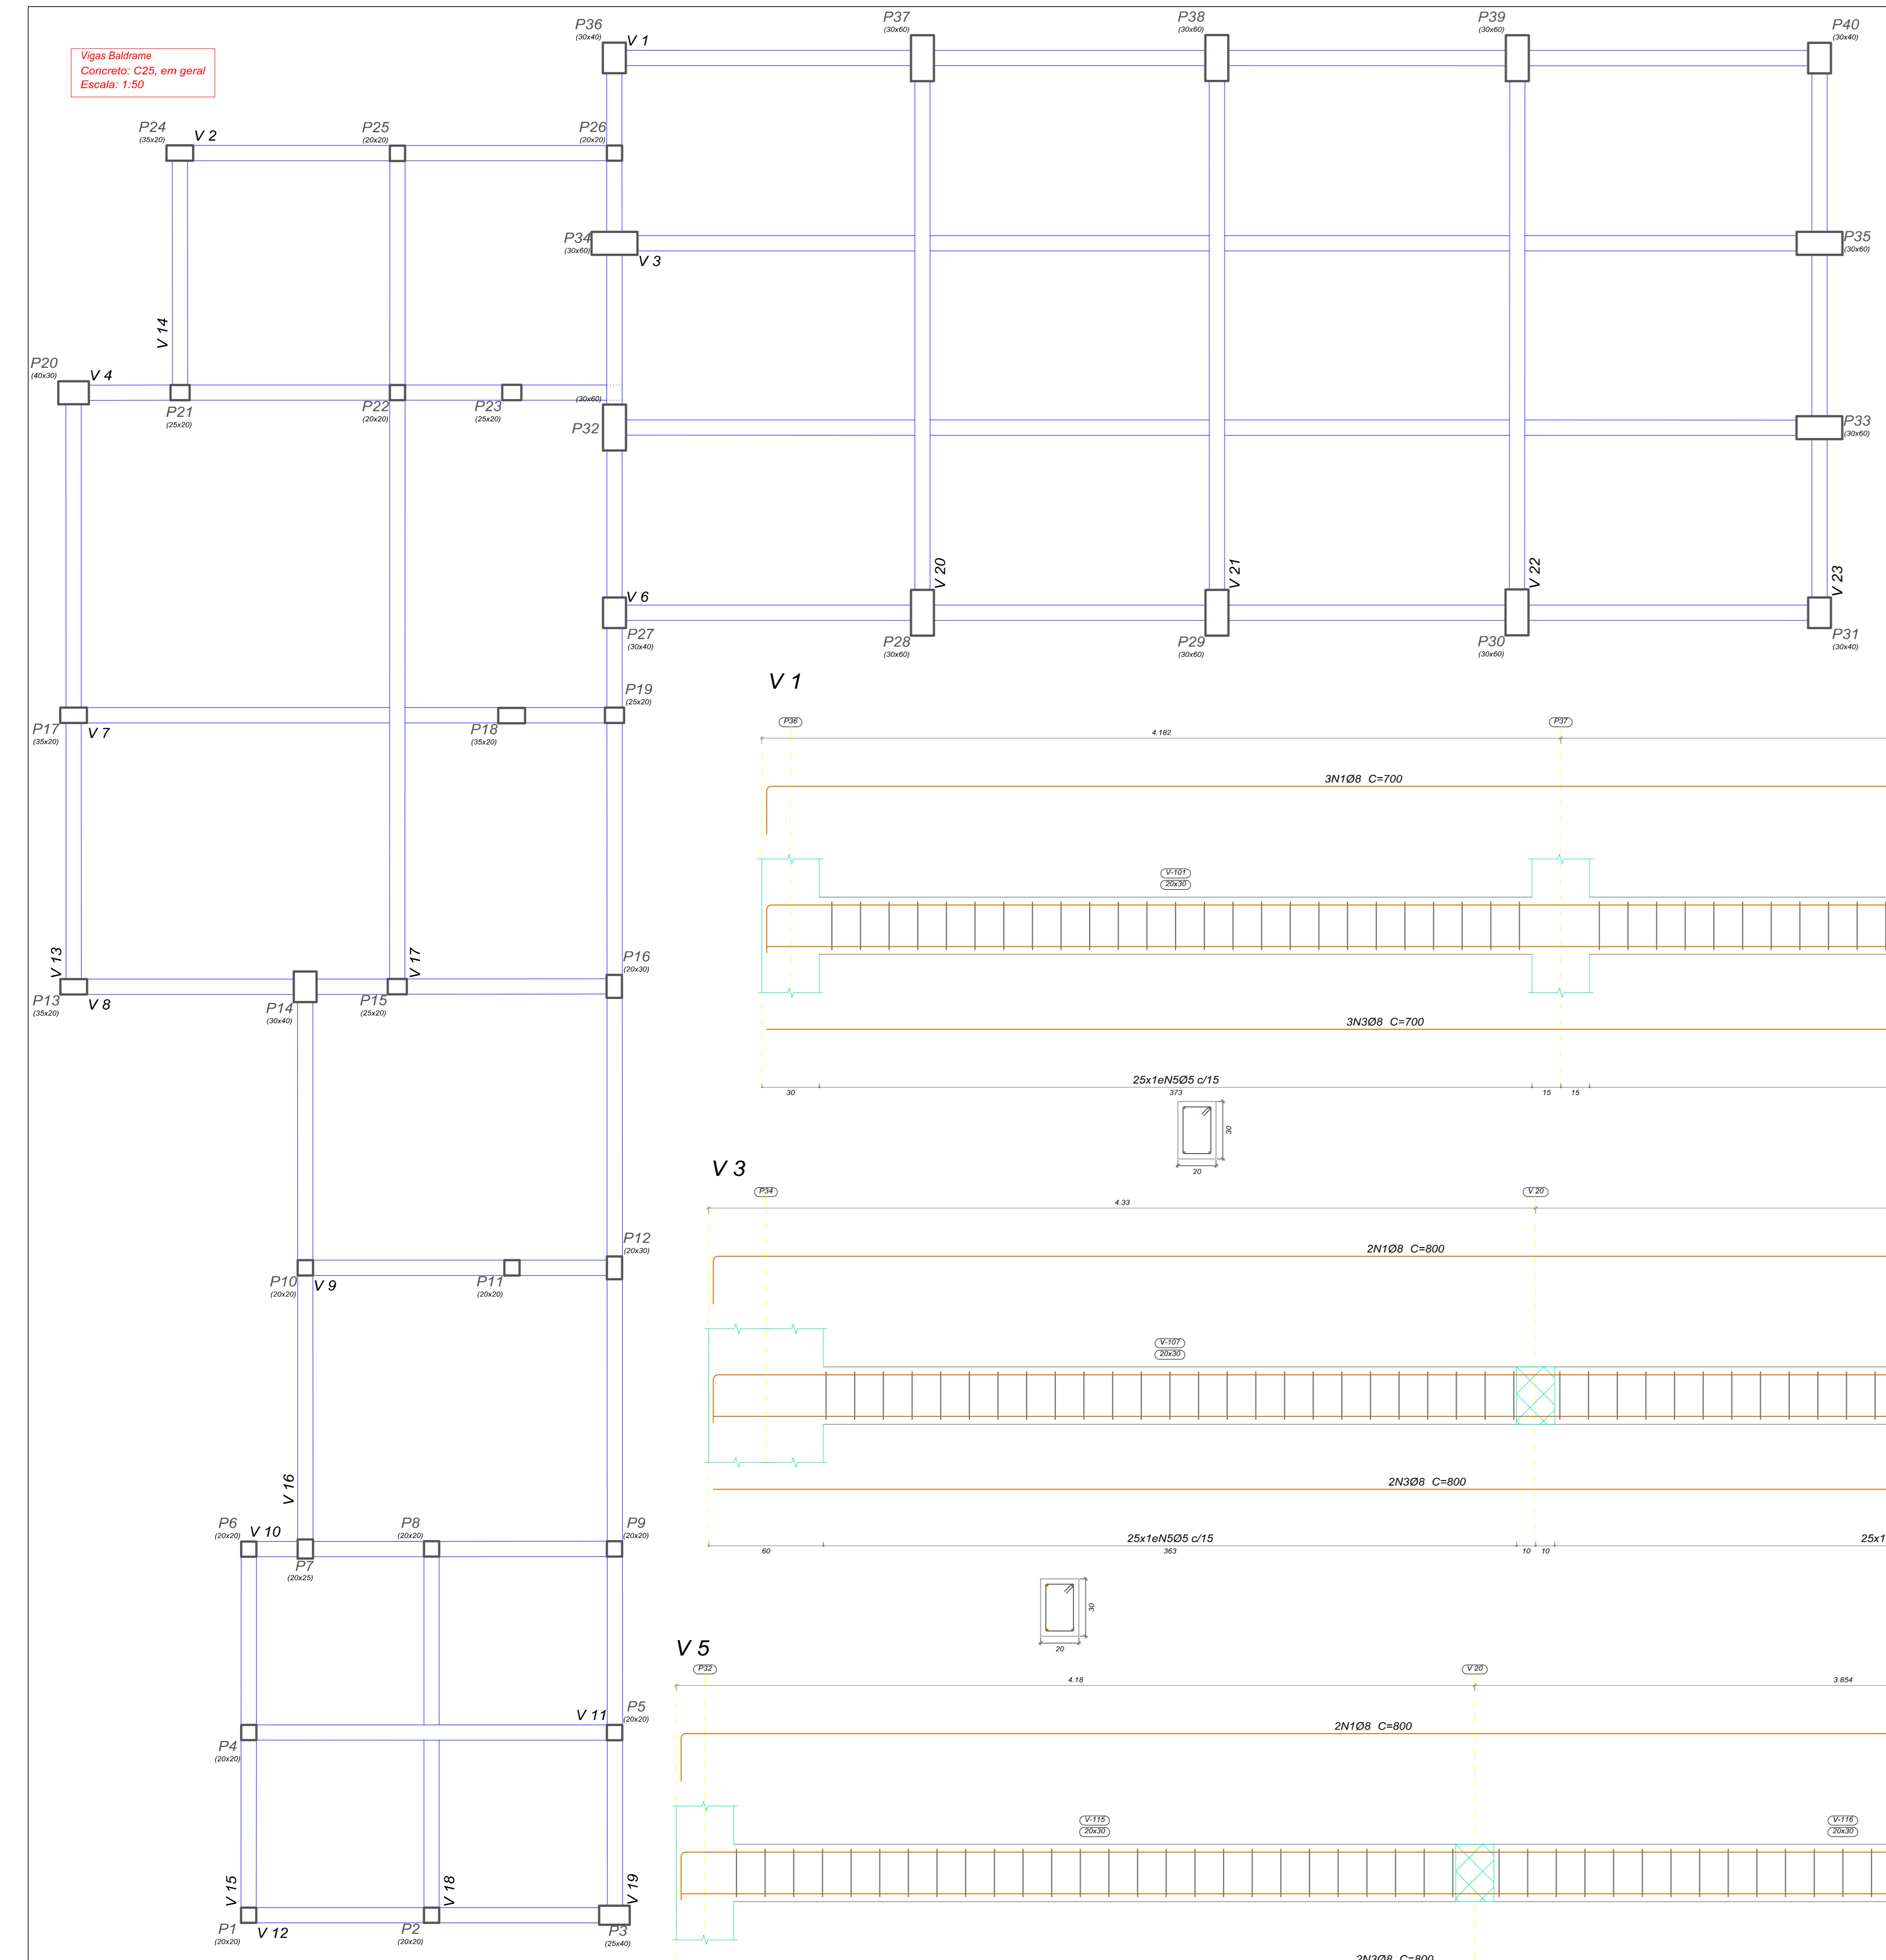 Vigas Baldrame
Concreto: C25, em geral
Escala: 1:50
P36
(30x40)
V 1
P37
(30x60)
P38
(30x60)
P39
(30x60)
P40
(30x40)
P24
(35x20)
V 2
P25
(20x20)
P26
(20x20)
P34
(30x60)
V 3
P35
(30x60)
V 14
P20
(40x30)
V 4
P21
(25x20)
P22
(20x20)
P23
(25x20)
(30x60)
P32
P33
(30x60)
V 20
V 21
V 22
V 23
V 6
P27
(30x40)
P28
(30x60)
P29
(30x60)
P30
(30x60)
P31
(30x40)
P19
(25x20)
P17
(35x20)
V 7
P18
(35x20)
V 13
V 17
P16
(20x30)
P13
(35x20)
V 8
P14
(30x40)
P15
(25x20)
P12
(20x30)
P10
(20x20)
V 9
P11
(20x20)
V 16
P6
(20x20)
V 10
P7
(20x25)
P8
(20x20)
P9
(20x20)
V 11
P5
(20x20)
P4
(20x20)
V 15
V 18
V 19
P1
(20x20)
V 12
P2
(20x20)
P3
(25x40)
V 1
P36
P37
4.182
3N1Ø8 C=700
V-101
20x30
3N3Ø8 C=700
25x1eN5Ø5 c/15
30
373
15
15
30
20
V 3
P34
V 20
4.33
2N1Ø8 C=800
V-107
20x30
2N3Ø8 C=800
25x1eN5Ø5 c/15
25x1
60
363
10
10
30
20
V 5
P32
V 20
4.18
3.854
2N1Ø8 C=800
V-115
20x30
V-116
20x30
2N3Ø8 C=800